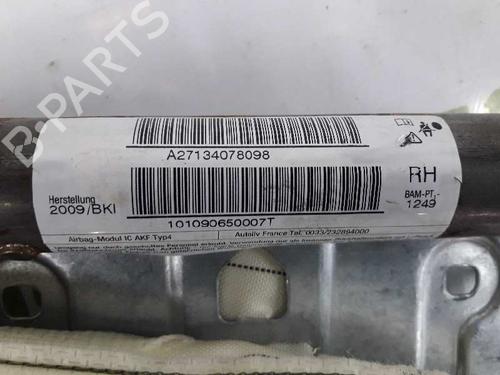 B-PARTS
A27134078098
RH
Herstellung
2009/BKI
BAM-PT.-
1249
101090650007T
Airbag-Modul IC AKF Type
Autoliv France Tel: 0033/232894000